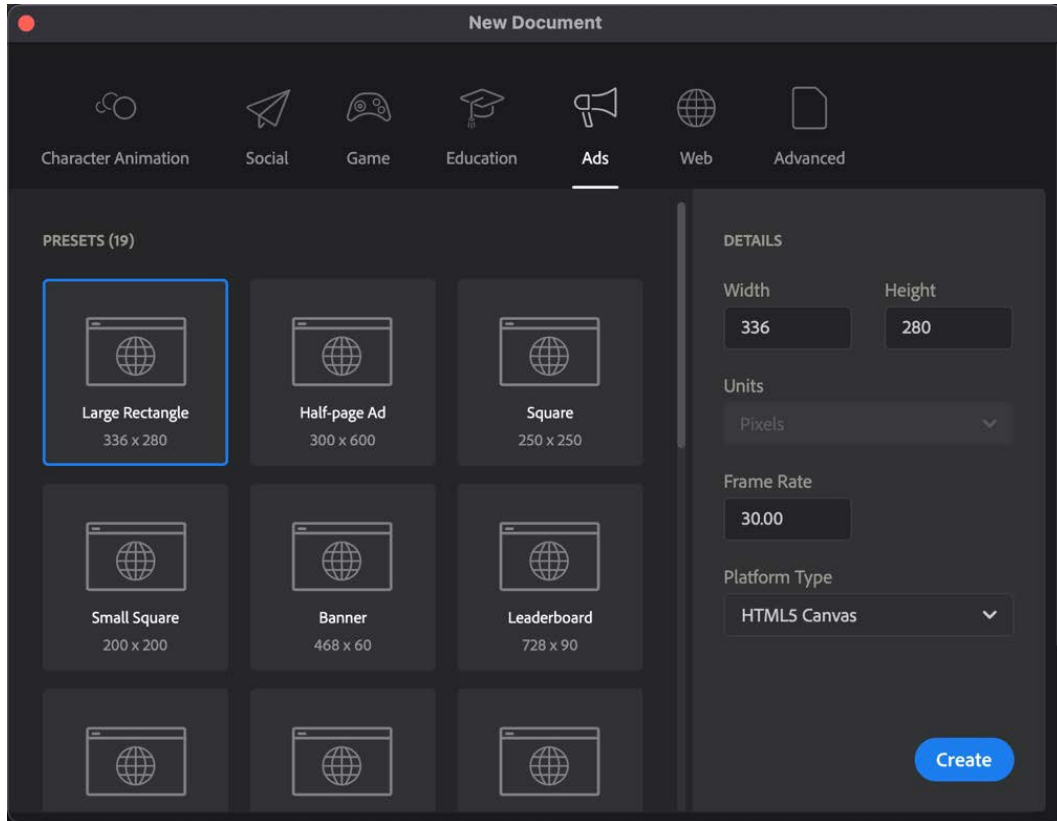 New Document
Character Animation
Social
Game
Education
Ads
Web
Advanced
PRESETS (19)
Large Rectangle
336 x 280
Half-page Ad
300 x 600
Square
250 x 250
Small Square
200 x 200
Banner
468 x 60
Leaderboard
728 x 90
DETAILS
Width
Height
336
280
Units
Pixels
Frame Rate
30.00
Platform Type
HTML5 Canvas
Create